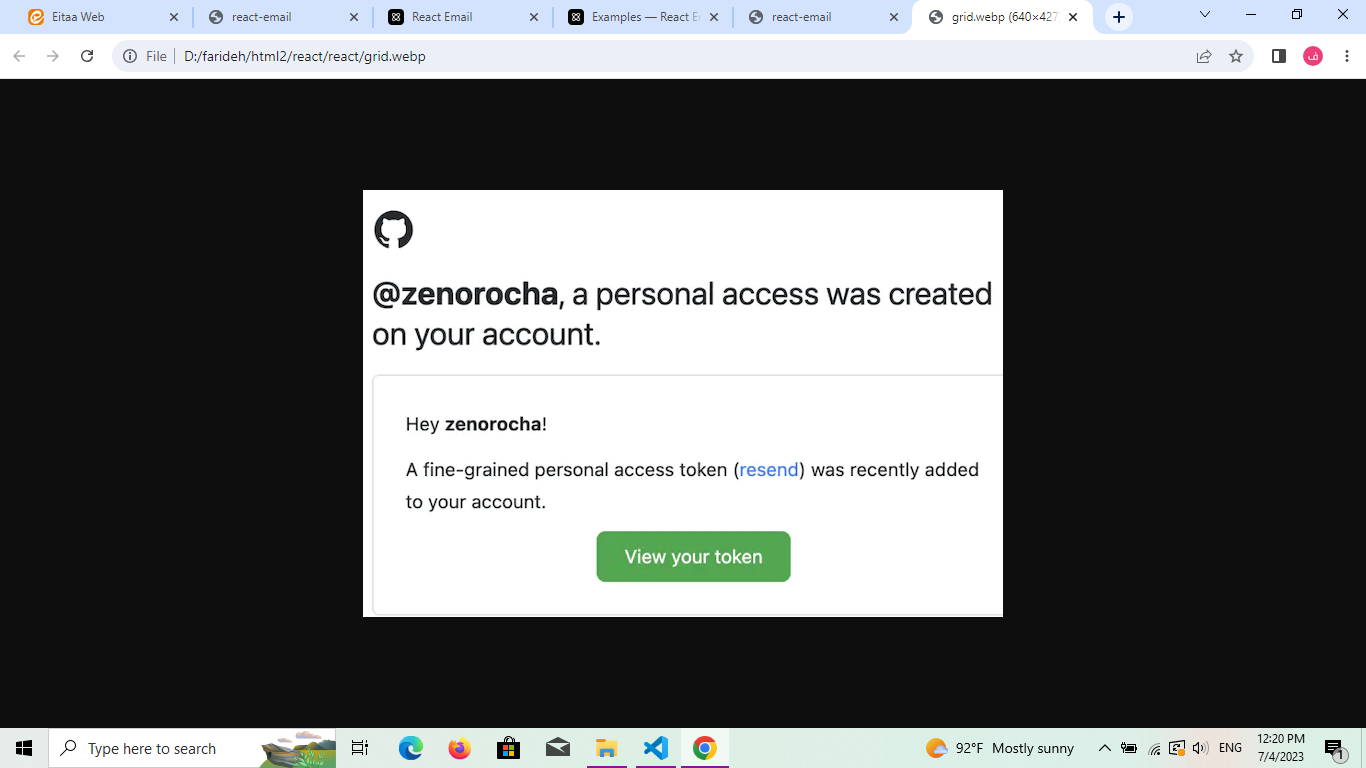 Eitaa Web
react-email
React Email
Examples — React E
react-email
grid.webp (640×427
File
D:/farideh/html2/react/react/grid.webp
ف
@zenorocha, a personal access was created
on your account.
Hey zenorocha!
A fine-grained personal access token (resend) was recently added
to your account.
View your token
Type here to search
92°F Mostly sunny
ENG
12:20 PM
7/4/2023
1